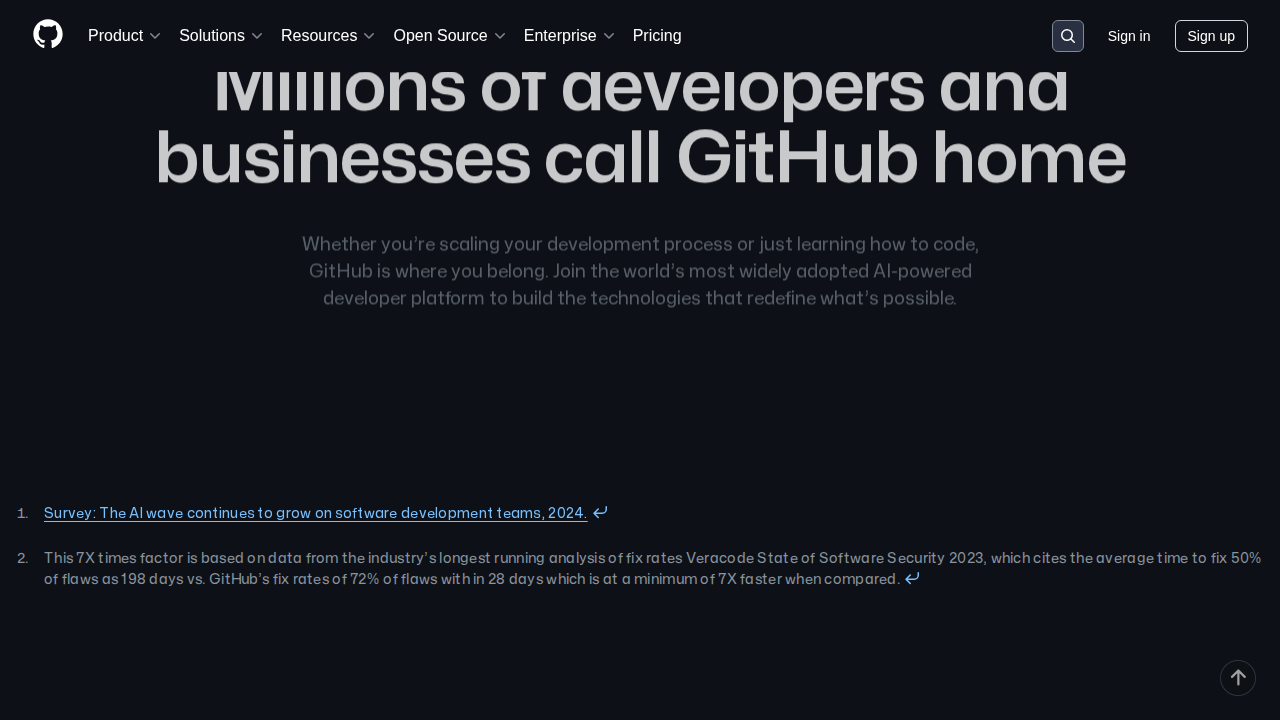 Product
Solutions
Resources
Open Source
Enterprise
Pricing
Sign in
Sign up
Millions of developers and
businesses call GitHub home
Whether you’re scaling your development process or just learning how to code,
GitHub is where you belong. Join the world’s most widely adopted AI-powered
developer platform to build the technologies that redefine what’s possible.
1. Survey: The AI wave continues to grow on software development teams, 2024.
2. This 7X times factor is based on data from the industry’s longest running analysis of fix rates Veracode State of Software Security 2023, which cites the average time to fix 50%
of flaws as 198 days vs. GitHub’s fix rates of 72% of flaws with in 28 days which is at a minimum of 7X faster when compared.